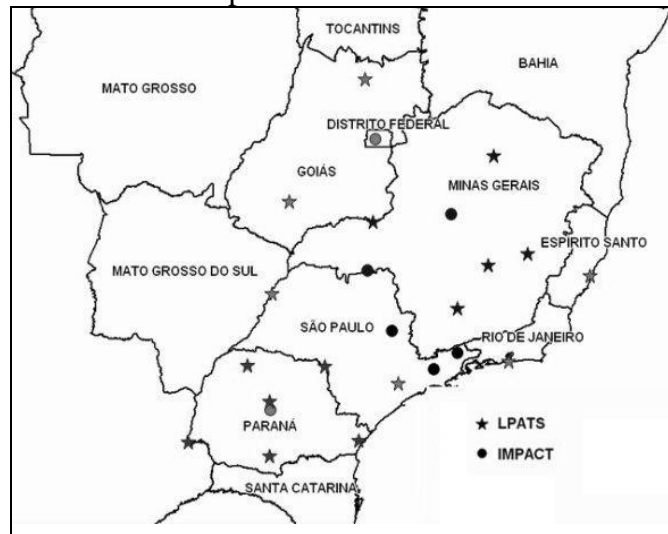 TOCANTINS
BAHIA
MATO GROSSO
DISTRITO FEDERAL
GOIÁS
MINAS GERAIS
ESPIRITO SANTO
MATO GROSSO DO SUL
SÃO PAULO
RIO DE JANEIRO
PARANÁ
LPATS
IMPACT
SANTA CATARINA